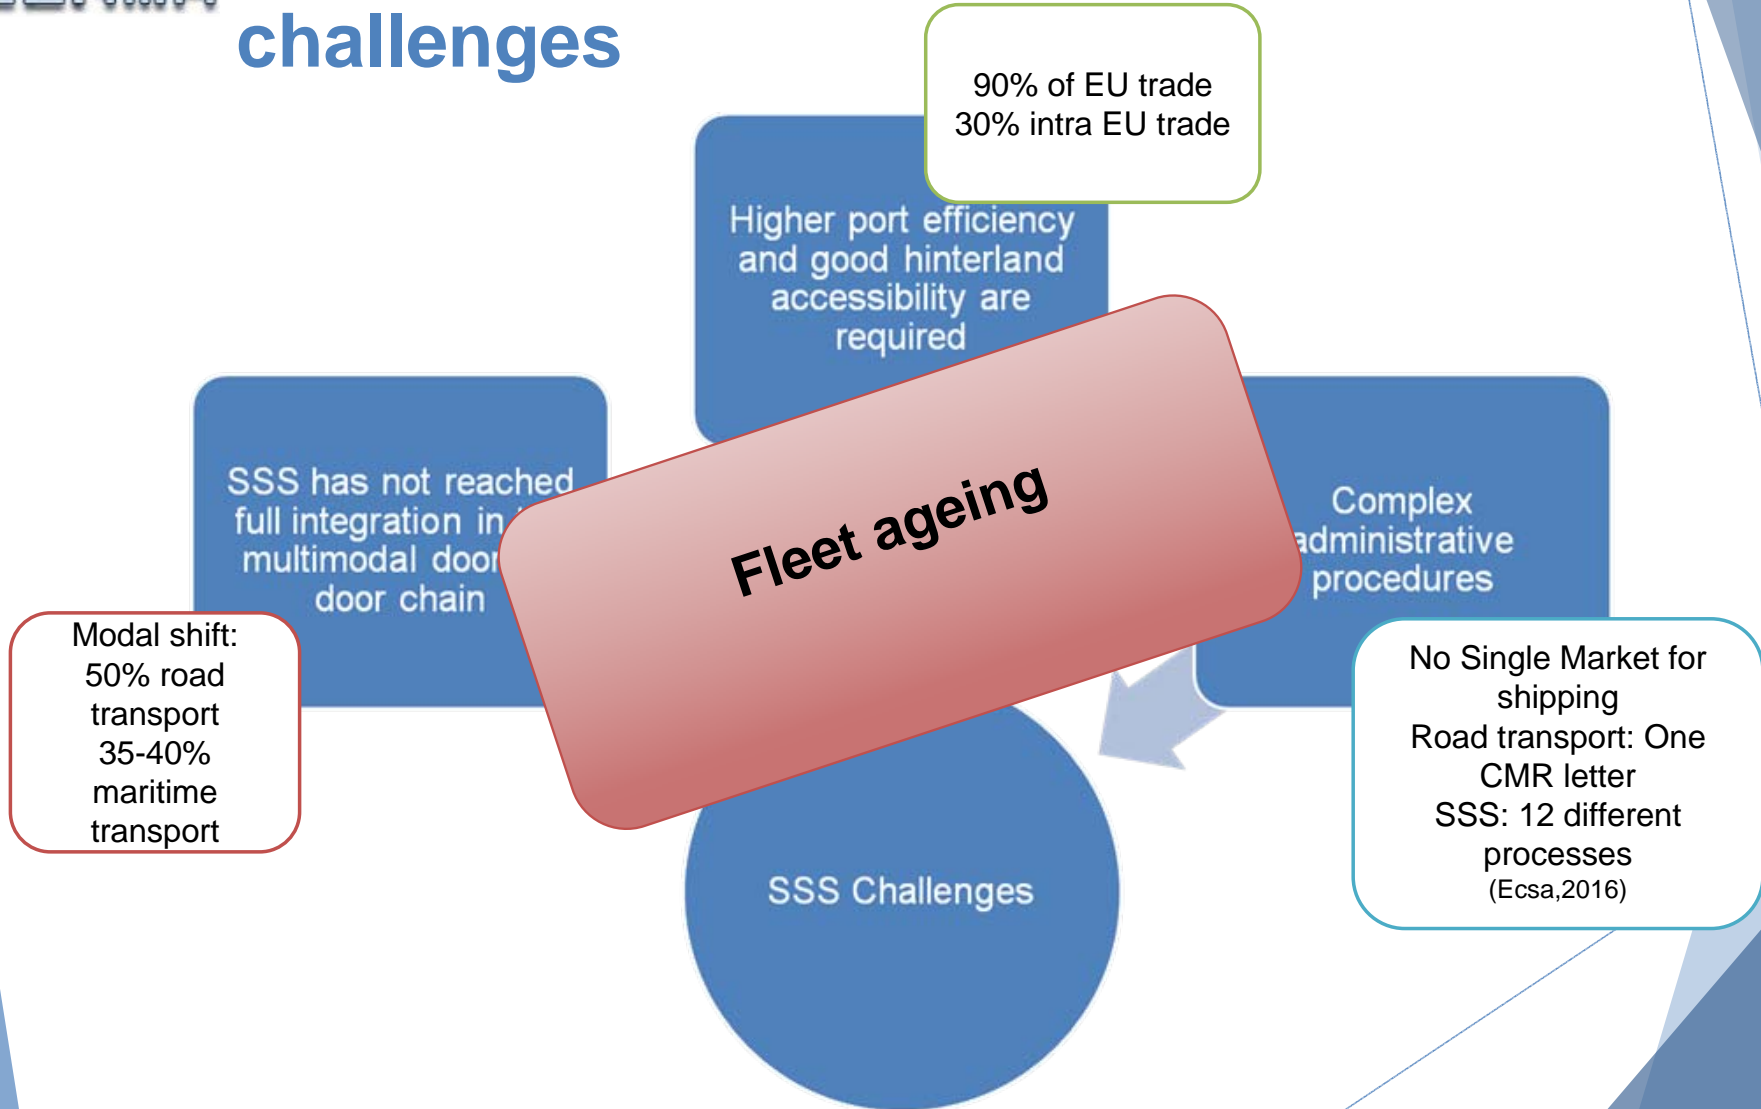 challenges
90% of EU trade
30% intra EU trade
Higher port efficiency
and good hinterland
accessibility are
required
SSS has not reached
full integration in
multimodal door
door chain
Fleet ageing
Complex
administrative
procedures
Modal shift:
50% road
transport
35-40%
maritime
transport
No Single Market for
shipping
Road transport: One
CMR letter
SSS: 12 different
processes
(Ecsa,2016)
SSS Challenges